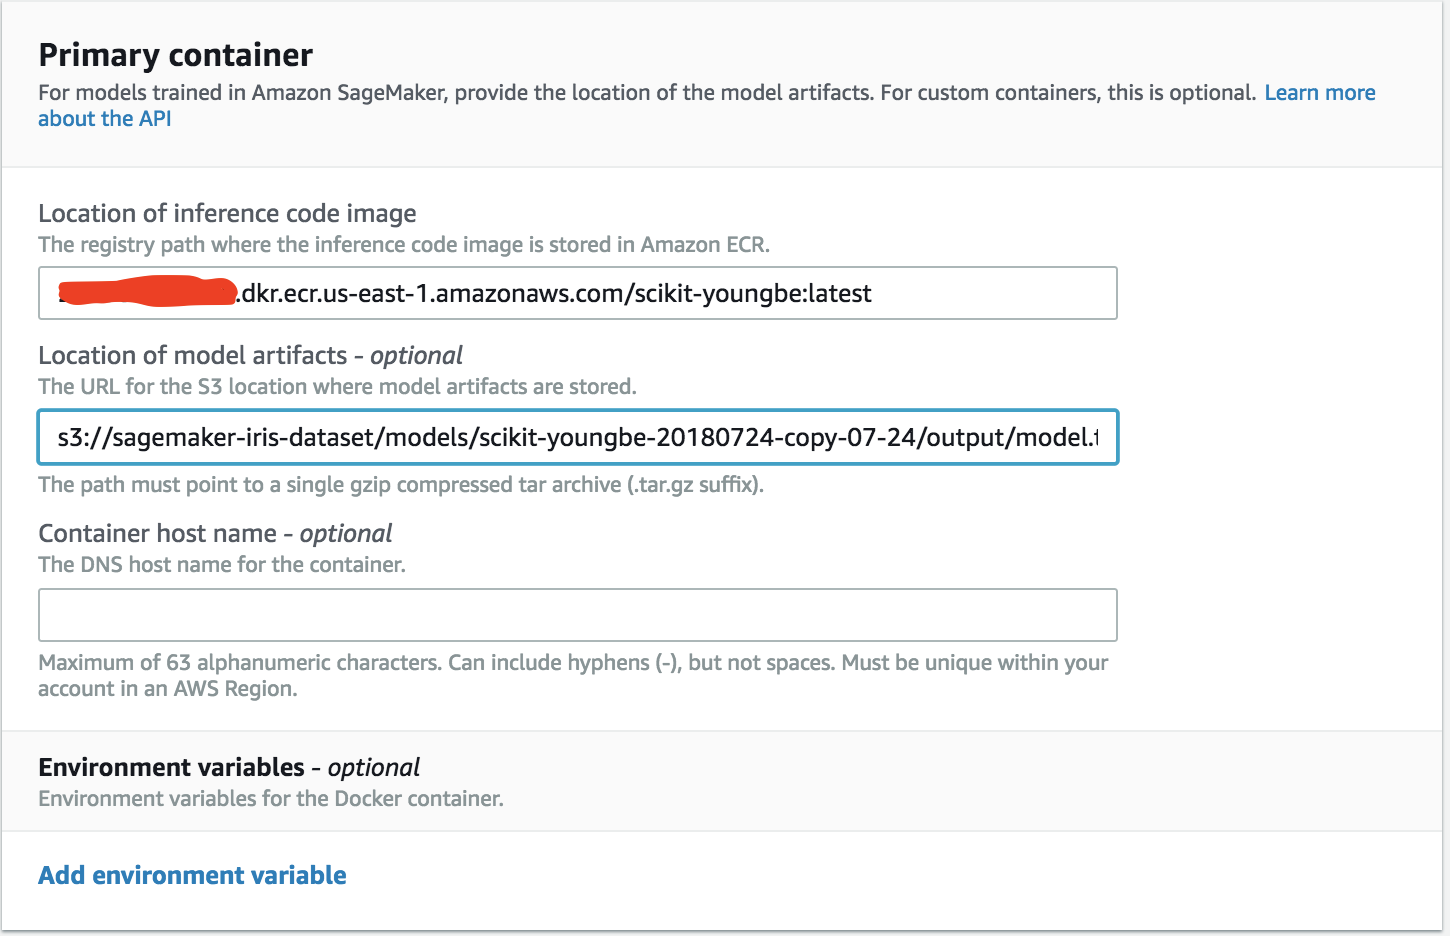 Primary container
For models trained in Amazon SageMaker, provide the location of the model artifacts. For custom containers, this is optional. Learn more
about the API
Location of inference code image
The registry path where the inference code image is stored in Amazon ECR.
.dkr.ecr.us-east-1.amazonaws.com/scikit-youngbe:latest
Location of model artifacts - optional
The URL for the S3 location where model artifacts are stored.
s3://sagemaker-iris-dataset/models/scikit-youngbe-20180724-copy-07-24/output/model.t
The path must point to a single gzip compressed tar archive (.tar.gz suffix).
Container host name - optional
The DNS host name for the container.
Maximum of 63 alphanumeric characters. Can include hyphens (-), but not spaces. Must be unique within your
account in an AWS Region.
Environment variables - optional
Environment variables for the Docker container.
Add environment variable